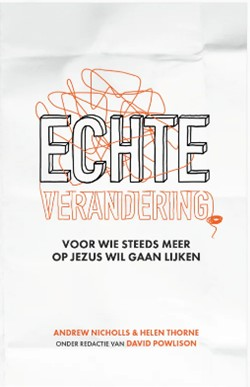 ECHTE
VERANDERING
VOOR WIE STEEDS MEER
OP JEZUS WIL GAAN LIJKEN
ANDREW NICHOLLS & HELEN THORNE
ONDER REDACTIE VAN DAVID POWLISON